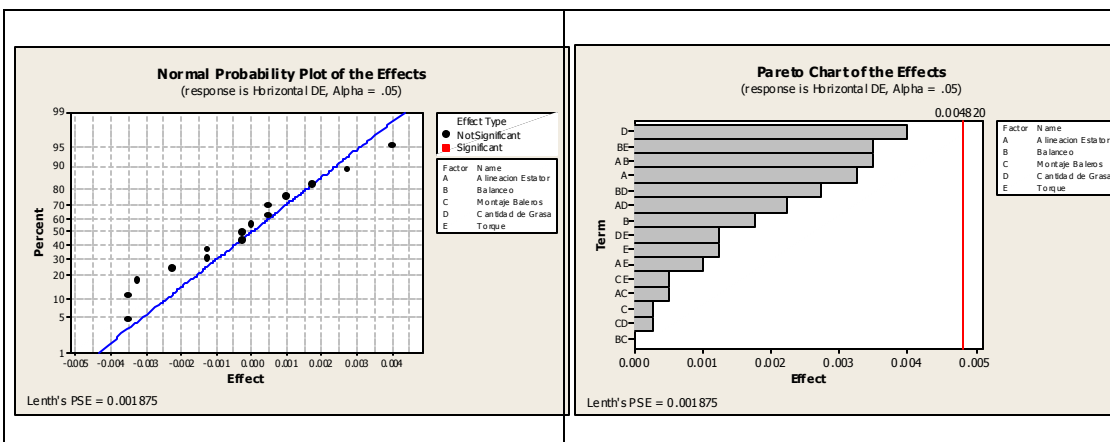 Normal Probability Plot of the Effects
(response is Horizontal DE, Alpha = .05)
99
95
90
80
70
60
50
40
30
20
10
5
1
Percent
-0.005 -0.004 -0.003 -0.002 -0.001 0.000 0.001 0.002 0.003 0.004
Effect
Lenth's PSE = 0.001875
Effect Type
Not Significant
Significant
Factor Name
A Alineacion Estator
B Balanceo
C Montaje Baleros
D Cantidad de Grasa
E Torque
Pareto Chart of the Effects
(response is Horizontal DE, Alpha = .05)
0.004820
D
BE
AB
A
BD
AD
B
DE
E
AE
CE
AC
C
CD
BC
Term
0.000 0.001 0.002 0.003 0.004 0.005
Effect
Lenth's PSE = 0.001875
Factor Name
A Alineacion Estator
B Balanceo
C Montaje Baleros
D Cantidad de Grasa
E Torque